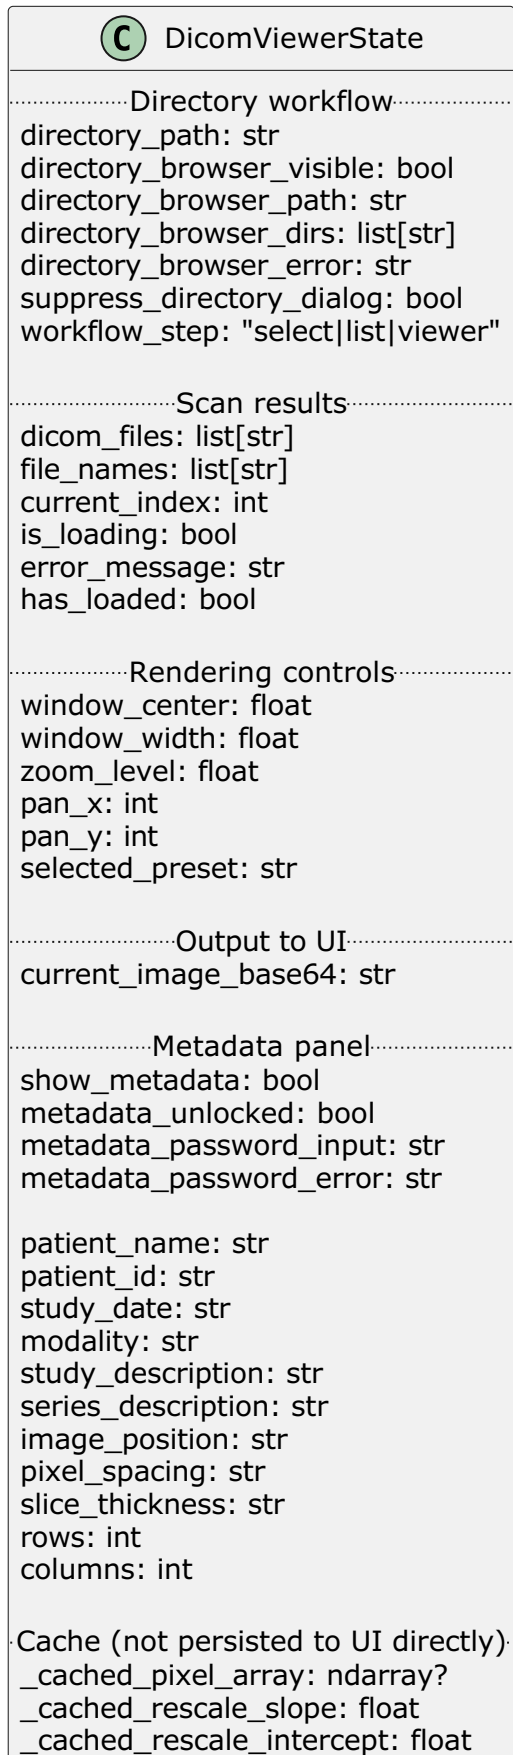 C DicomViewerState
Directory workflow
directory_path: str
directory_browser_visible: bool
directory_browser_path: str
directory_browser_dirs: list[str]
directory_browser_error: str
suppress_directory_dialog: bool
workflow_step: "select|list|viewer"
Scan results
dicom_files: list[str]
file_names: list[str]
current_index: int
is_loading: bool
error_message: str
has_loaded: bool
Rendering controls
window_center: float
window_width: float
zoom_level: float
pan_x: int
pan_y: int
selected_preset: str
Output to UI
current_image_base64: str
Metadata panel
show_metadata: bool
metadata_unlocked: bool
metadata_password_input: str
metadata_password_error: str
patient_name: str
patient_id: str
study_date: str
modality: str
study_description: str
series_description: str
image_position: str
pixel_spacing: str
slice_thickness: str
rows: int
columns: int
Cache (not persisted to UI directly)
_cached_pixel_array: ndarray?
_cached_rescale_slope: float
_cached_rescale_intercept: float